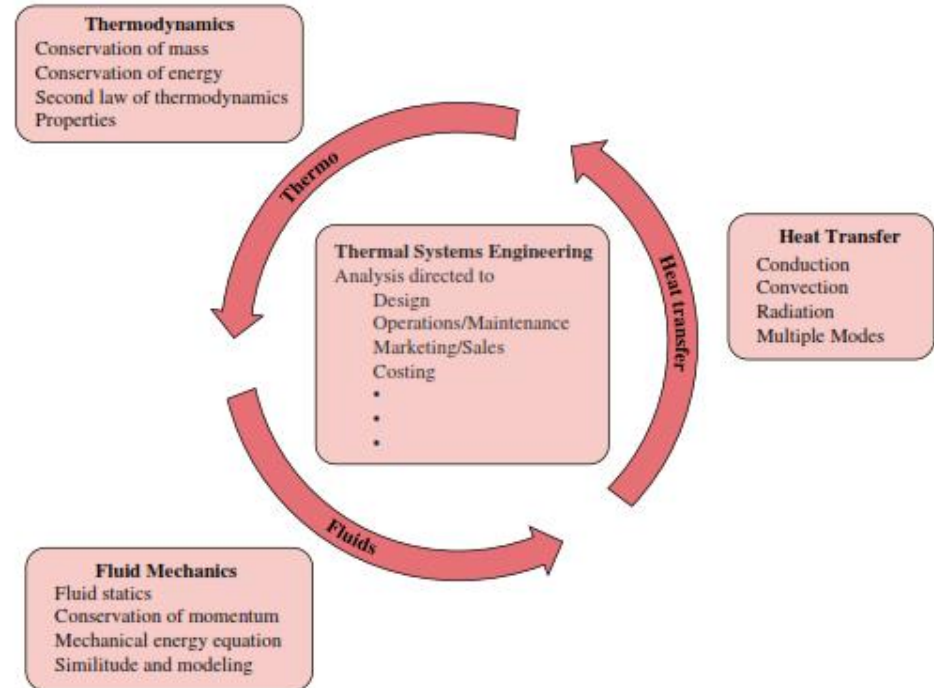 Thermodynamics
Conservation of mass
Conservation of energy
Second law of thermodynamics
Properties
Thermo
Thermal Systems Engineering
Analysis directed to
Design
Operations/Maintenance
Marketing/Sales
Costing
•
•
•
Heat transfer
Heat Transfer
Conduction
Convection
Radiation
Multiple Modes
Fluids
Fluid Mechanics
Fluid statics
Conservation of momentum
Mechanical energy equation
Similitude and modeling